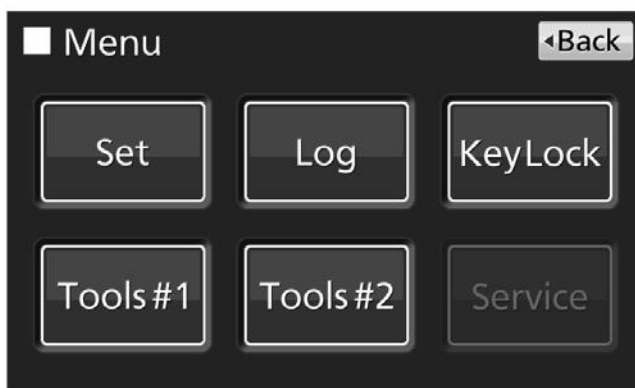 Menu
◂Back
Set
Log
KeyLock
Tools#1
Tools#2
Service